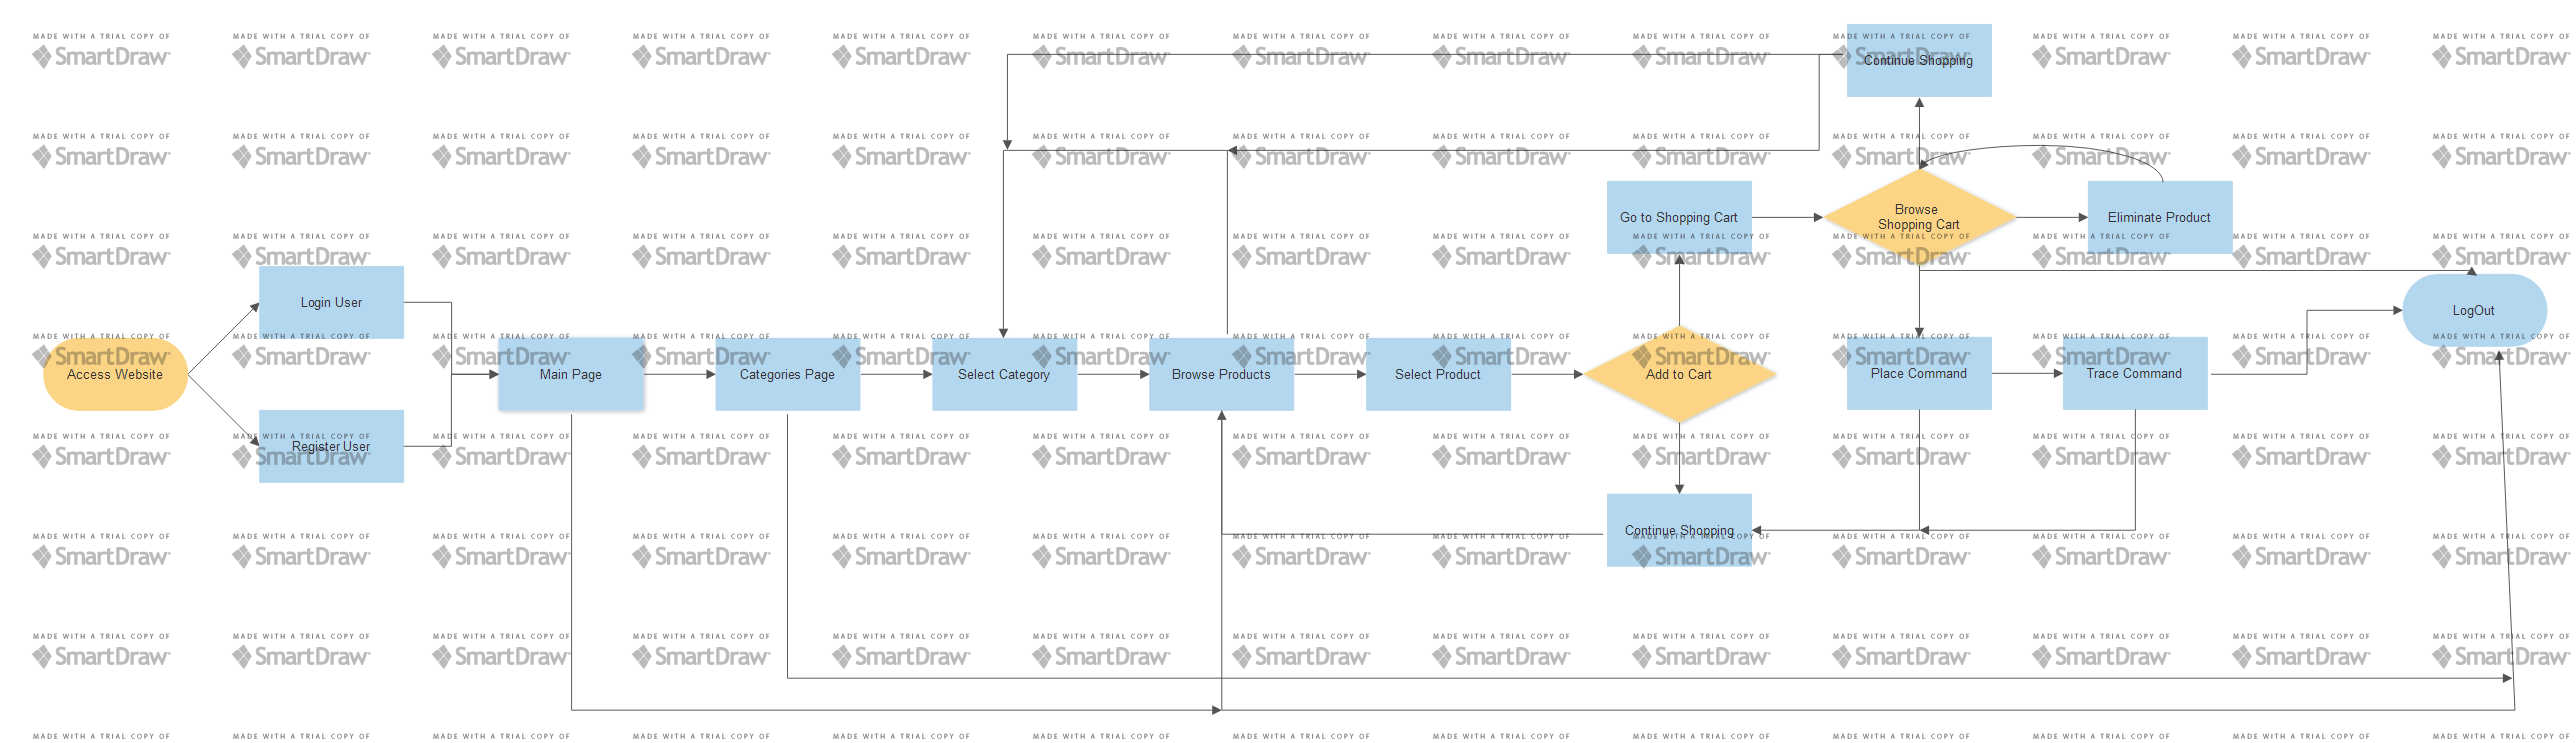 MADE WITH A TRIAL COPY OF
SmartDraw
Continue Shopping
Go to Shopping Cart
Browse
Shopping Cart
Eliminate Product
Login User
LogOut
Access Website
Main Page
Categories Page
Select Category
Browse Products
Select Product
Add to Cart
Place Command
Trace Command
Register User
Continue Shopping